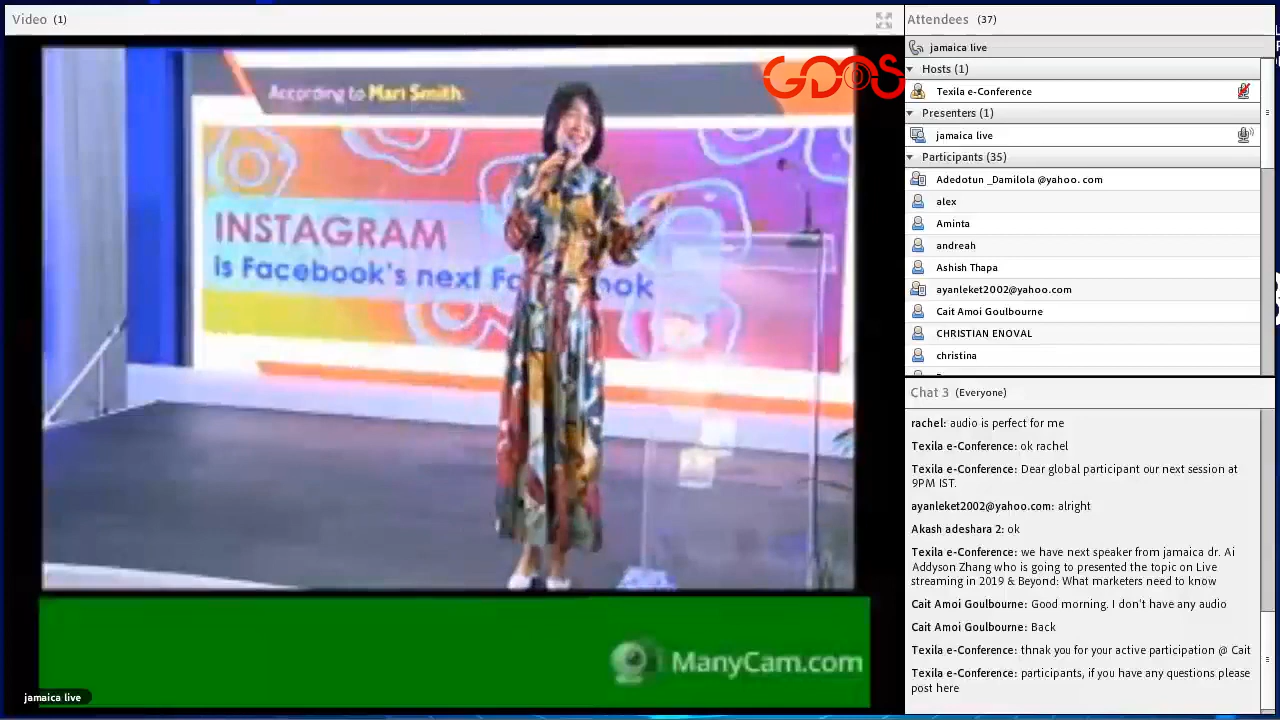 Video (1)
According to Mari Smith.
GDOS
INSTAGRAM
is Facebook's next
ManyCam.com
jamaica live
Attendees (37)
jamaica live
Hosts (1)
Texila e-Conference
Presenters (1)
jamaica live
Participants (35)
Adedotun _Damilola @yahoo. com
alex
Aminta
andreah
Ashish Thapa
ayanleket2002@yahoo.com
Cait Amoi Goulbourne
CHRISTIAN ENOVAL
christina
Chat 3 (Everyone)
rachel: audio is perfect for me
Texila e-Conference: ok rachel
Texila e-Conference: Dear global participant our next session at
9PM IST.
ayanleket2002@yahoo.com: alright
Akash adeshara 2: ok
Texila e-Conference: we have next speaker from jamaica dr. Ai
Addyson Zhang who is going to presented the topic on Live
streaming in 2019 & Beyond: What marketers need to know
Cait Amoi Goulbourne: Good morning. I don't have any audio
Cait Amoi Goulbourne: Back
Texila e-Conference: thnak you for your active participation @ Cait
Texila e-Conference: participants, if you have any questions please
post here